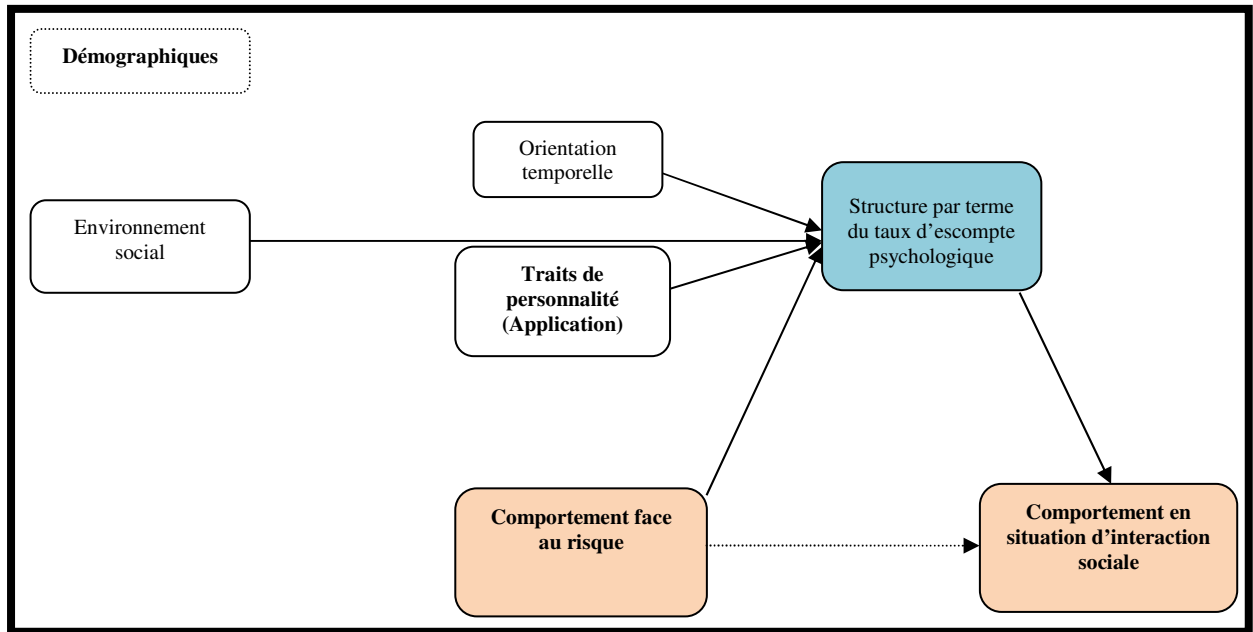 Démographiques
Orientation
temporelle
Environnement
social
Structure par terme
du taux d’escompte
psychologique
Traits de
personnalité
(Application)
Comportement face
au risque
Comportement en
situation d’interaction
sociale